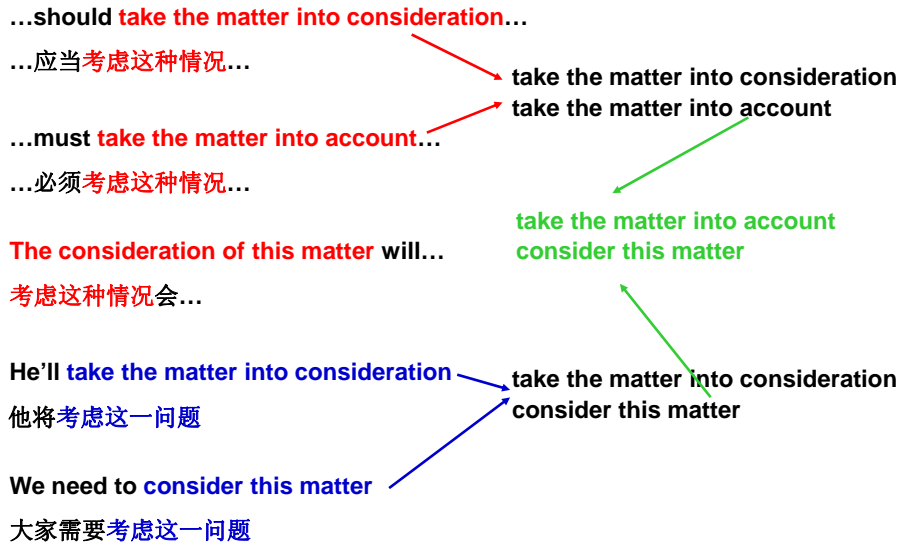 …should take the matter into consideration…
…应当考虑这种情况…
take the matter into consideration
take the matter into account
…must take the matter into account…
…必须考虑这种情况…
take the matter into account
consider this matter
The consideration of this matter will…
考虑这种情况会…
He’ll take the matter into consideration
他将考虑这一问题
take the matter into consideration
consider this matter
We need to consider this matter
大家需要考虑这一问题